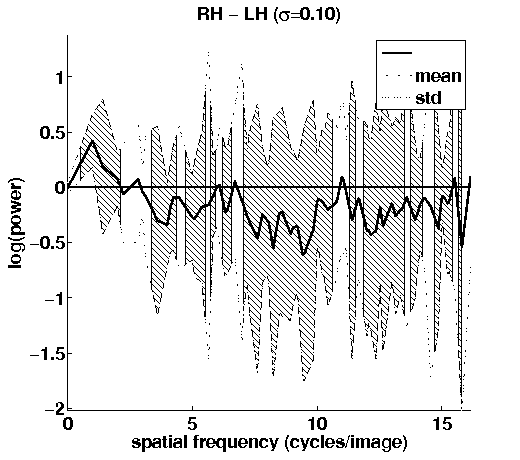 RH − LH (σ=0.10)
mean
std
1
0.5
0
−0.5
−1
−1.5
−2
log(power)
0
5
10
15
spatial frequency (cycles/image)